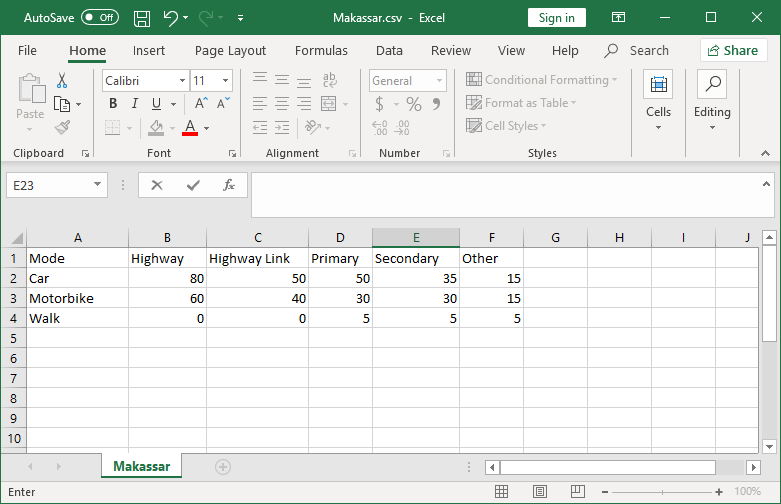 AutoSave Off Makassar.csv - Excel Sign in
File Home Insert Page Layout Formulas Data Review View Help Search Share
Paste Calibri 11 General Conditional Formatting Cells Editing
B I U A A $ % Format as Table
A Cell Styles
Clipboard Font Alignment Number Styles
E23 fx
A B C D E F G H I J
1 Mode Highway Highway Link Primary Secondary Other
2 Car 80 50 50 35 15
3 Motorbike 60 40 30 30 15
4 Walk 0 0 5 5 5
5
6
7
8
9
10
Makassar
Enter 100%